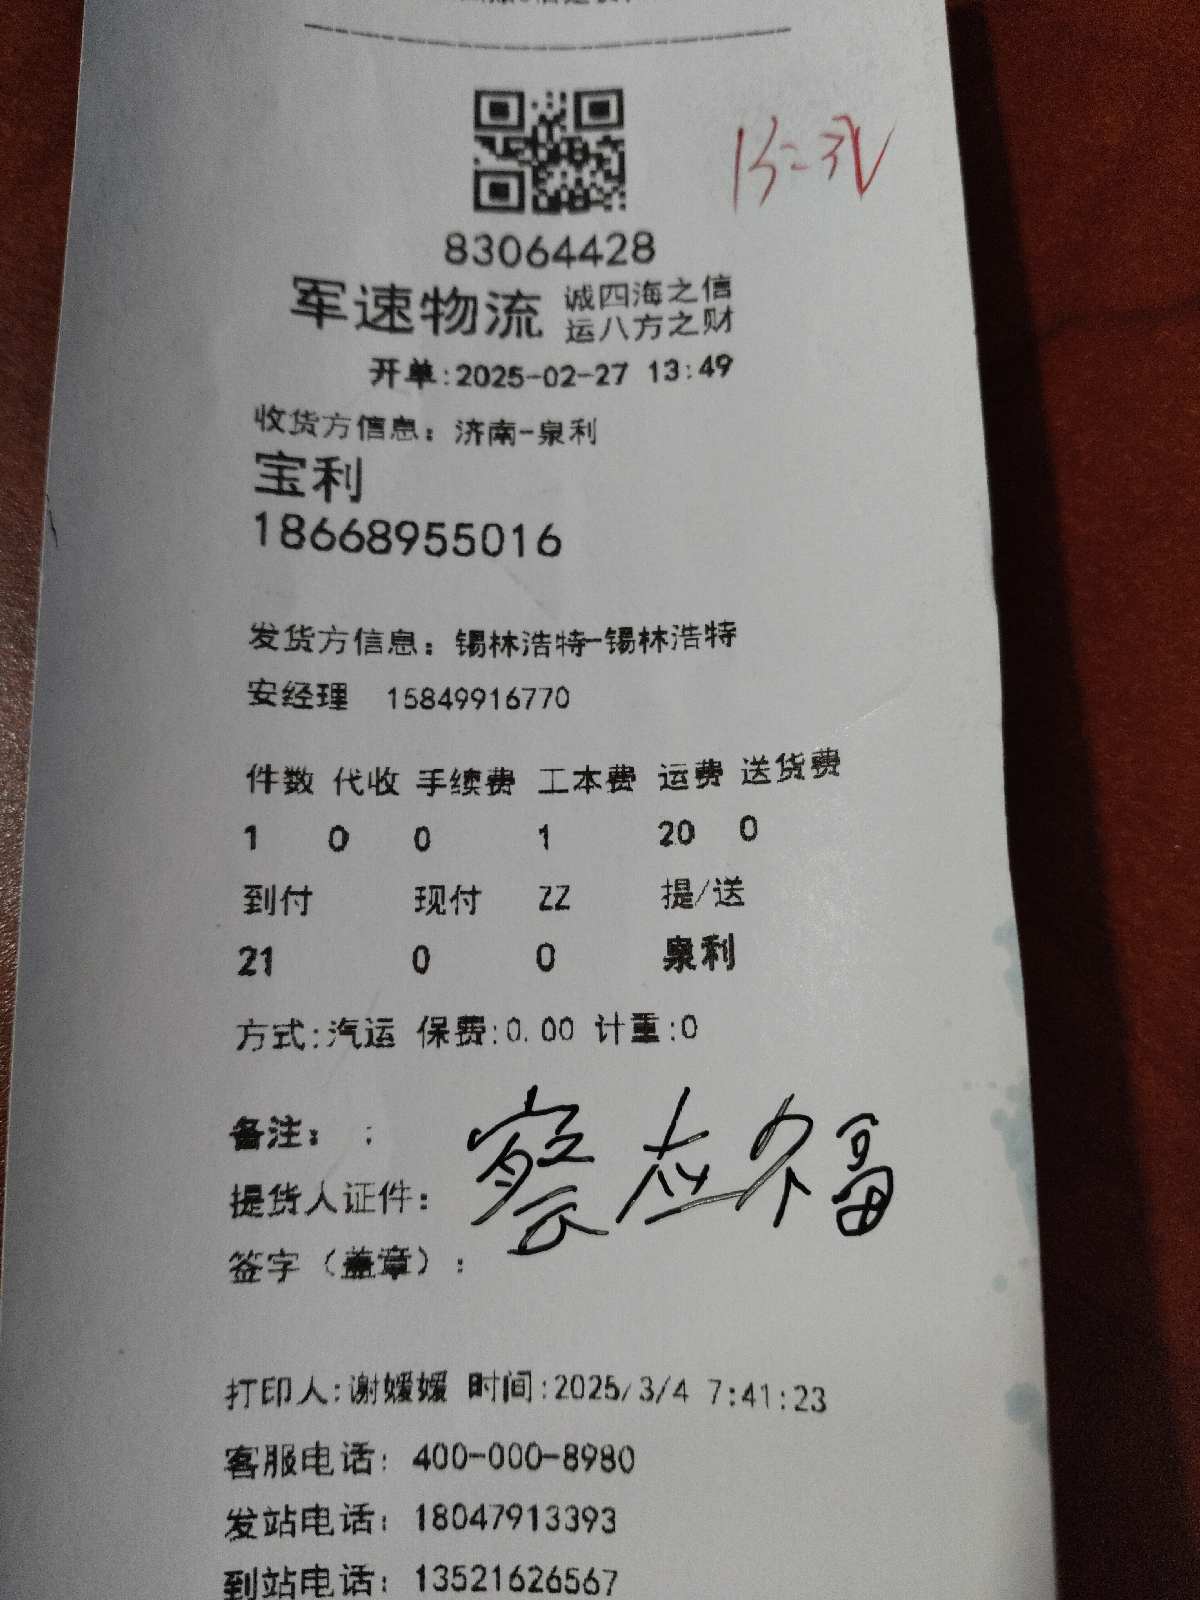 83064428
军速物流 诚四海之信
运八方之财
开单:2025-02-27 13:49
收货方信息：济南-泉利
宝利
18668955016
发货方信息：锡林浩特-锡林浩特
安经理 15849916770
件数 代收 手续费 工本费 运费 送货费
1 0 0 1 20 0
到付 现付 ZZ 提/送
21 0 0 泉利
方式:汽运 保费:0.00 计重:0
备注： :
提货人证件：
签字（盖章）：
打印人:谢媛媛 时间:2025/3/4 7:41:23
客服电话: 400-000-8980
发站电话: 18047913393
到站电话: 13521626567